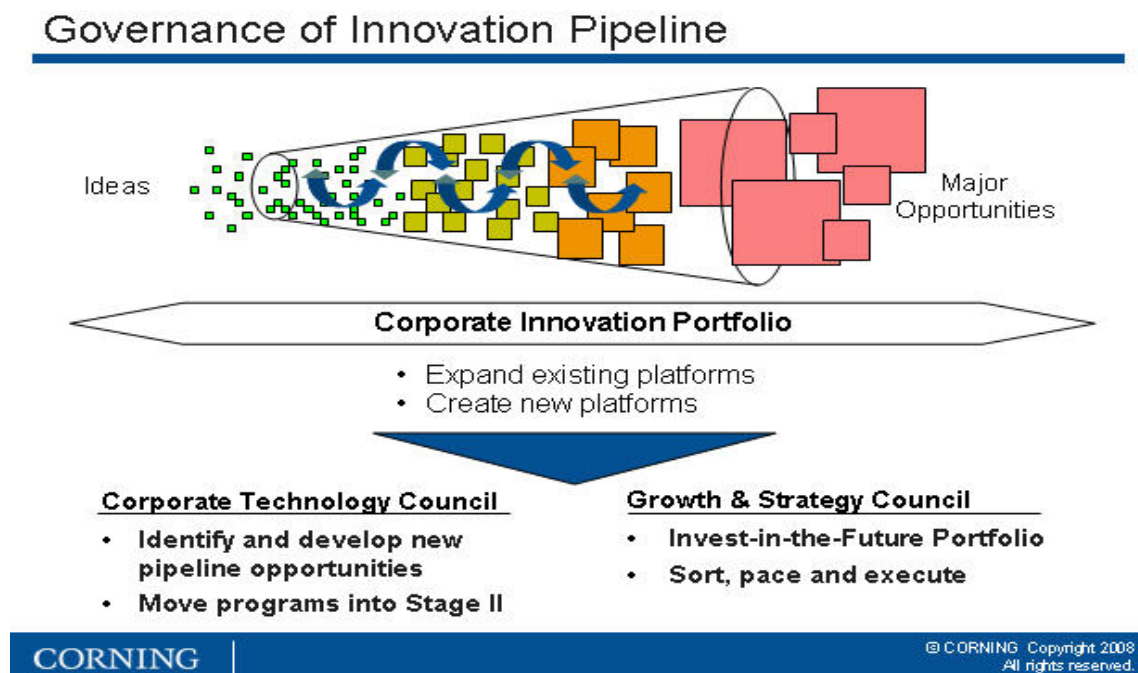 Governance of Innovation Pipeline
Ideas
Major
Opportunities
Corporate Innovation Portfolio
• Expand existing platforms
• Create new platforms
Corporate Technology Council
• Identify and develop new
pipeline opportunities
• Move programs into Stage II
Growth & Strategy Council
• Invest-in-the-Future Portfolio
• Sort, pace and execute
CORNING
© CORNING Copyright 2008
All rights reserved.